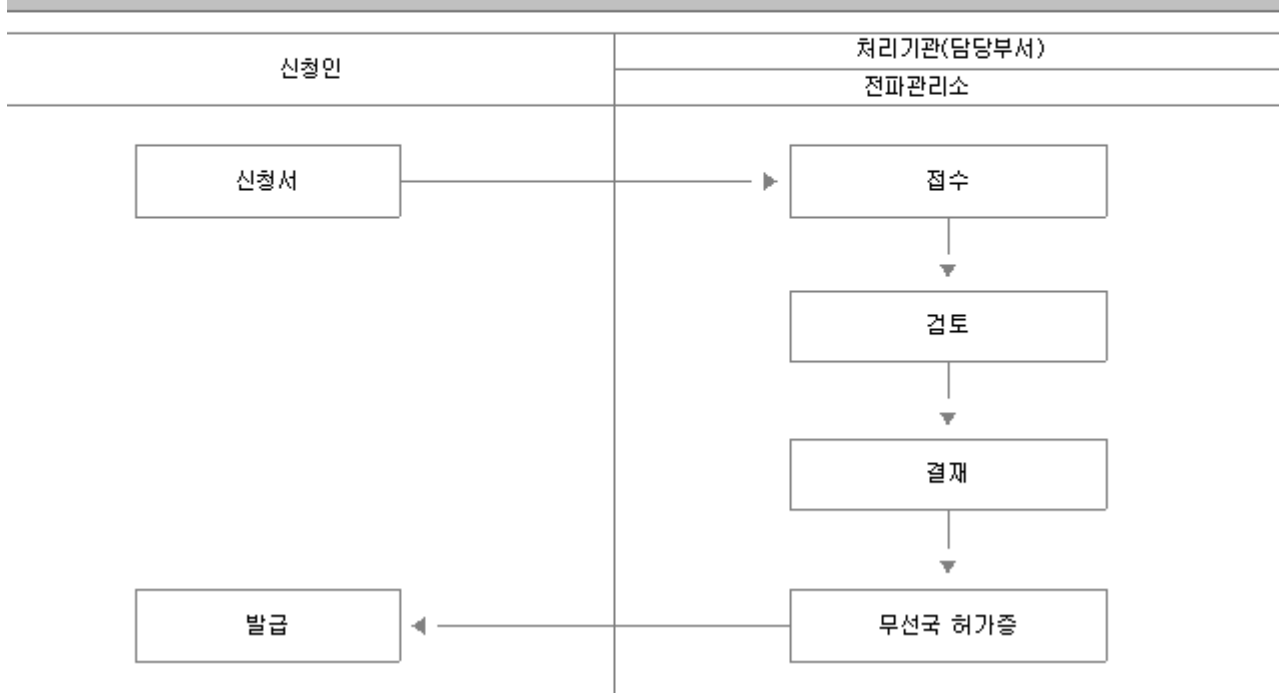 신청인
처리기관(담당부서)
전파관리소
신청서
접수
검토
결재
무선국 허가증
발급